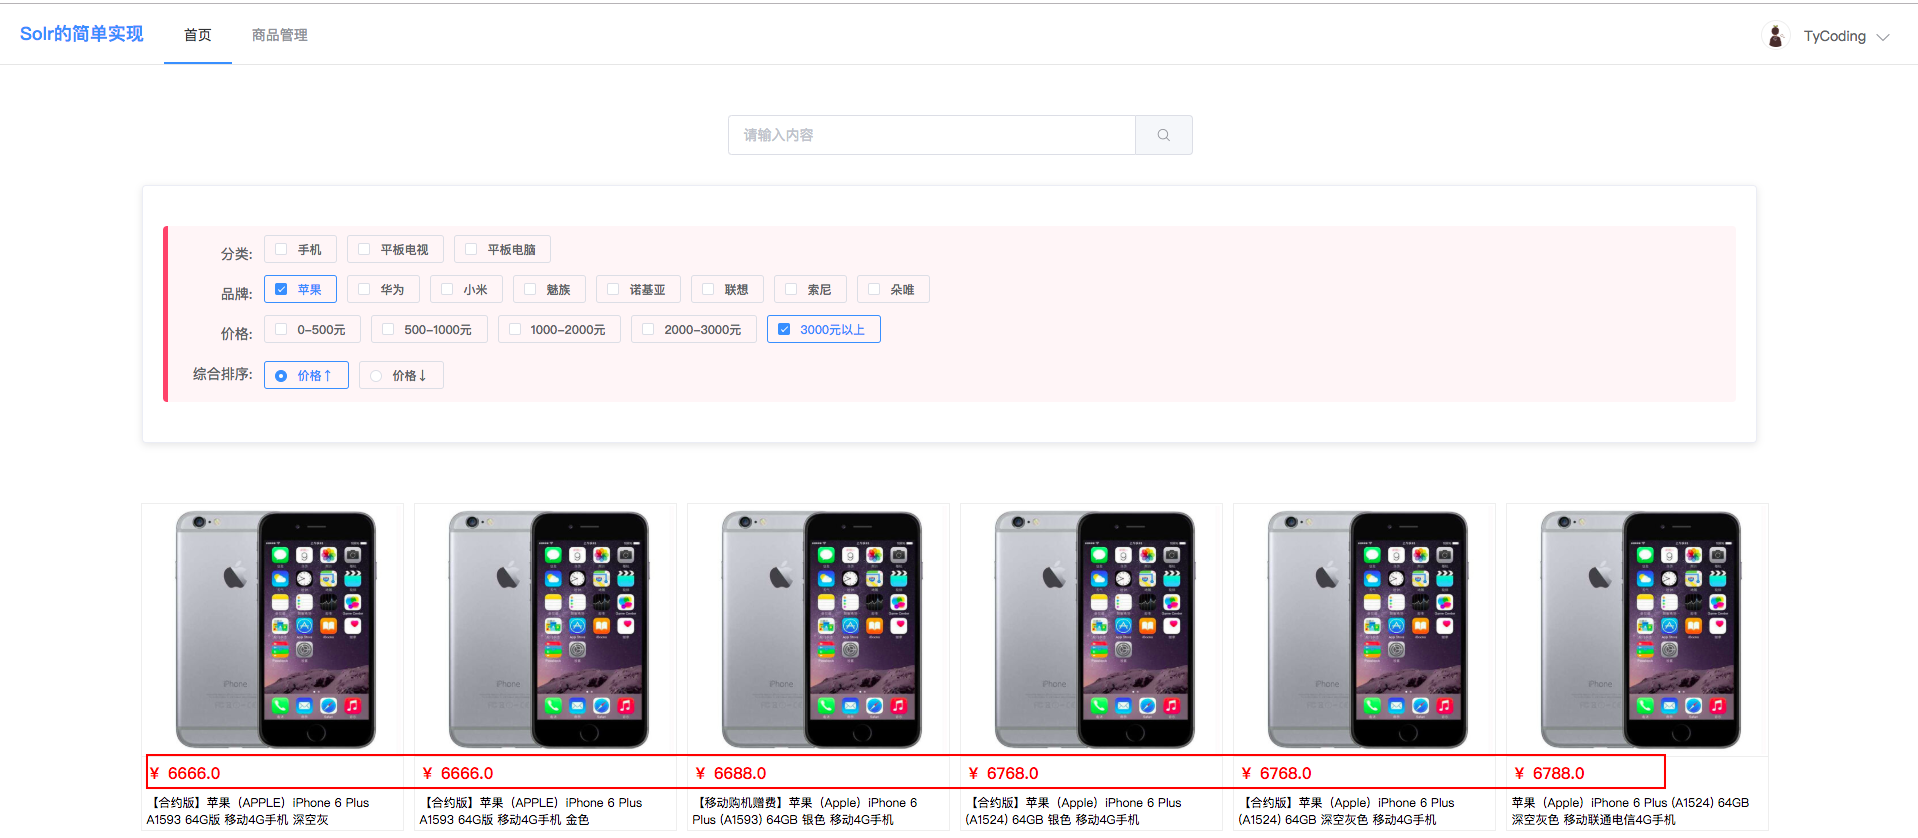 Solr的简单实现 首页 商品管理 TyCoding
请输入内容
分类: 手机 平板电视 平板电脑
品牌: 苹果 华为 小米 魅族 诺基亚 联想 索尼 朵唯
价格: 0-500元 500-1000元 1000-2000元 2000-3000元 3000元以上
综合排序: 价格↑ 价格↓
¥ 6666.0
【合约版】苹果（APPLE）iPhone 6 Plus
A1593 64G版 移动4G手机 深空灰
¥ 6666.0
【合约版】苹果（APPLE）iPhone 6 Plus
A1593 64G版 移动4G手机 金色
¥ 6688.0
【移动购机赠费】苹果（Apple）iPhone 6
Plus (A1593) 64GB 银色 移动4G手机
¥ 6768.0
【合约版】苹果（Apple）iPhone 6 Plus
(A1524) 64GB 银色 移动4G手机
¥ 6768.0
【合约版】苹果（Apple）iPhone 6 Plus
(A1524) 64GB 深空灰色 移动4G手机
¥ 6788.0
苹果（Apple）iPhone 6 Plus (A1524) 64GB
深空灰色 移动联通电信4G手机